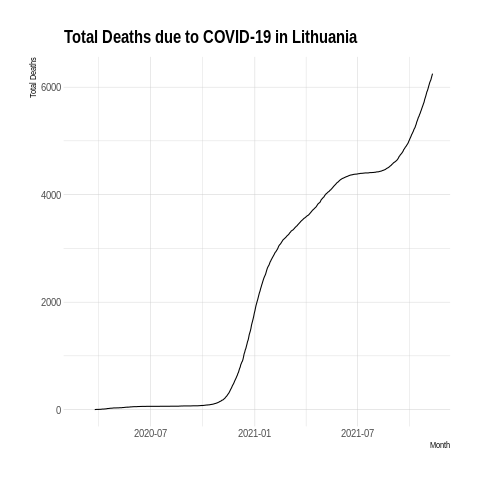 Total Deaths due to COVID-19 in Lithuania
Total Deaths
6000
4000
2000
0
2020-07
2021-01
2021-07
Month